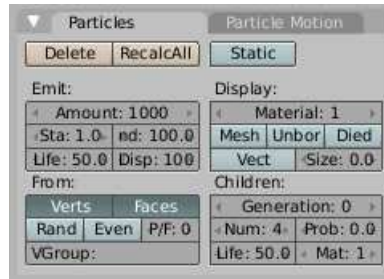 Particles Particle Motion
Delete RecalAll Static
Emit: Display:
Amount: 1000 Material: 1
Sta: 1.0 nd: 100.0 Mesh Unbor Died
Life: 50.0 Disp: 100 Vect Size: 0.0
From: Children:
Verts Faces Generation: 0
Rand Even P/F: 0 Num: 4 Prob: 0.0
VGroup: Life: 50.0 Mat: 1